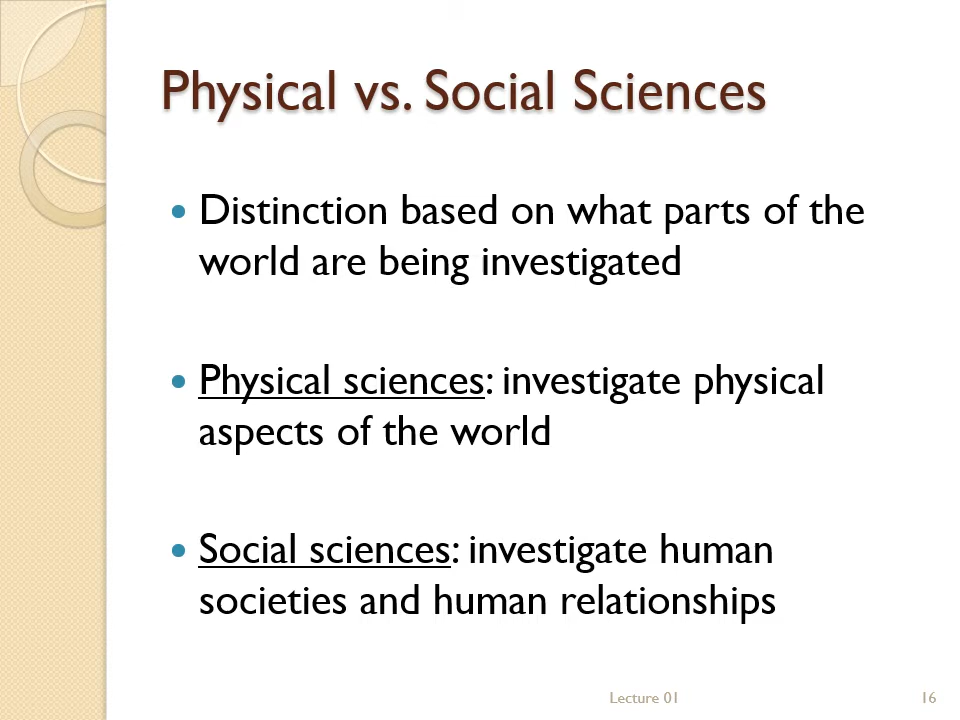 Physical vs. Social Sciences
• Distinction based on what parts of the
world are being investigated
• Physical sciences: investigate physical
aspects of the world
• Social sciences: investigate human
societies and human relationships
Lecture 01 16